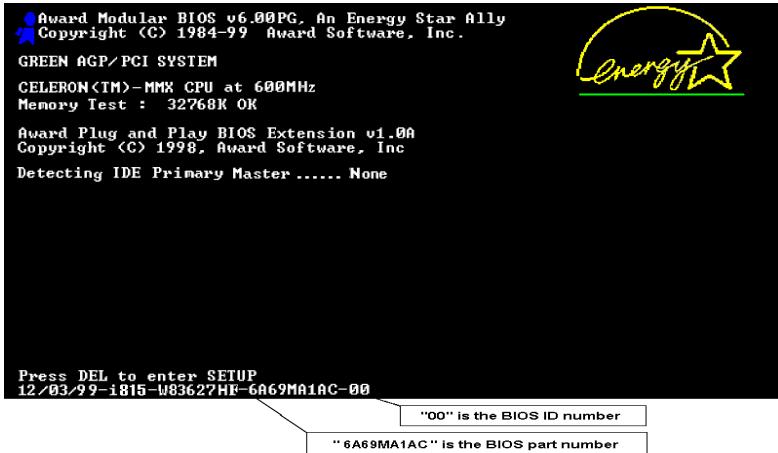 Award Modular BIOS v6.00PG, An Energy Star Ally
Copyright (C) 1984-99 Award Software, Inc.
energy
GREEN AGP/PCI SYSTEM
CELERON(TM)-MMX CPU at 600MHz
Memory Test : 32768K OK
Award Plug and Play BIOS Extension v1.0A
Copyright (C) 1998, Award Software, Inc
Detecting IDE Primary Master ...... None
Press DEL to enter SETUP
12/03/99-i815-W83627HF-6A69MA1AC-00
"00" is the BIOS ID number
" 6A69MA1AC " is the BIOS part number